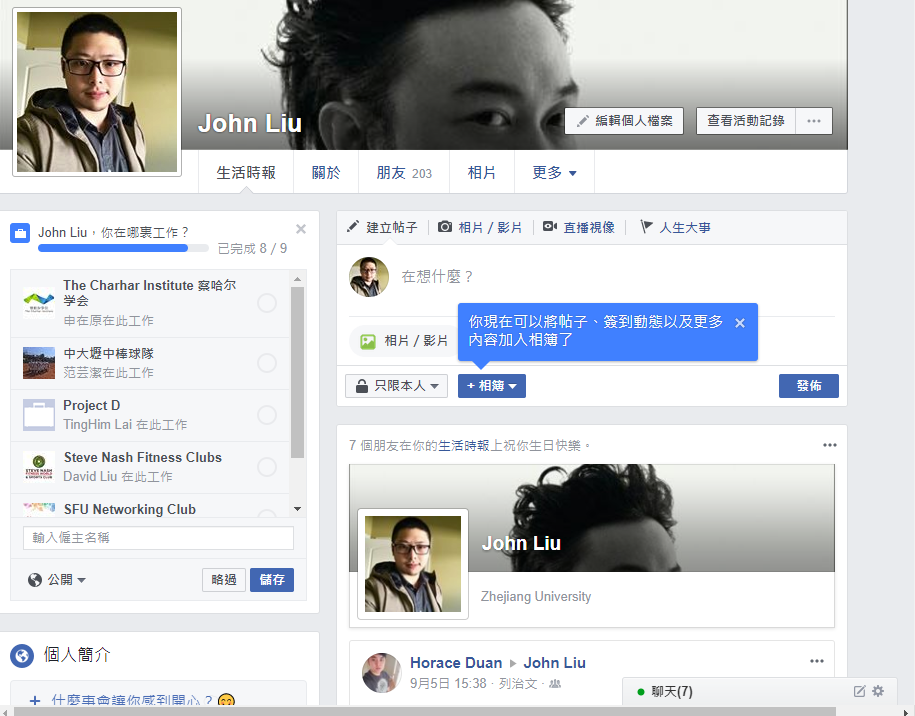 John Liu
編輯個人檔案
查看活動記錄
生活時報
關於
朋友 203
相片
更多
John Liu，你在哪裏工作？
已完成 8 / 9
The Charhar Institute 察哈尔
学会
申在原在此工作
中大壢中棒球隊
范芸潔在此工作
Project D
TingHim Lai 在此工作
Steve Nash Fitness Clubs
David Liu 在此工作
SFU Networking Club
輸入僱主名稱
公開
略過
儲存
個人簡介
+ 什麼事會讓你感到開心？
建立帖子
相片 / 影片
直播視像
人生大事
在想什麼？
相片 / 影片
你現在可以將帖子、簽到動態以及更多
內容加入相簿了
只限本人
+ 相簿
發佈
7 個朋友在你的生活時報上祝你生日快樂。
John Liu
Zhejiang University
Horace Duan ▸ John Liu
9月5日 15:38 · 列治文 ·
聊天(7)